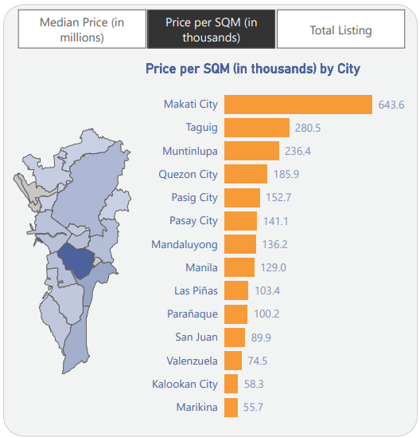 Median Price (in
millions)
Price per SQM (in
thousands)
Total Listing
Price per SQM (in thousands) by City
Makati City 643.6
Taguig 280.5
Muntinlupa 236.4
Quezon City 185.9
Pasig City 152.7
Pasay City 141.1
Mandaluyong 136.2
Manila 129.0
Las Piñas 103.4
Parañaque 100.2
San Juan 89.9
Valenzuela 74.5
Kalookan City 58.3
Marikina 55.7